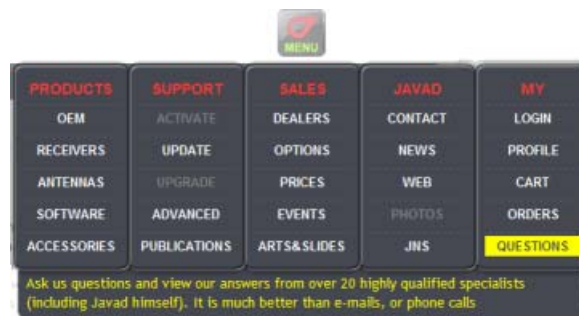 MENU
PRODUCTS SUPPORT SALES JAVAD MY
OEM ACTIVATE DEALERS CONTACT LOGIN
RECEIVERS UPDATE OPTIONS NEWS PROFILE
ANTENNAS UPGRADE PRICES WEB CART
SOFTWARE ADVANCED EVENTS PHOTOS ORDERS
ACCESSORIES PUBLICATIONS ARTS&SLIDES JNS QUESTIONS
Ask us questions and view our answers from over 20 highly qualified specialists
(including Javad himself). It is much better than e-mails, or phone calls